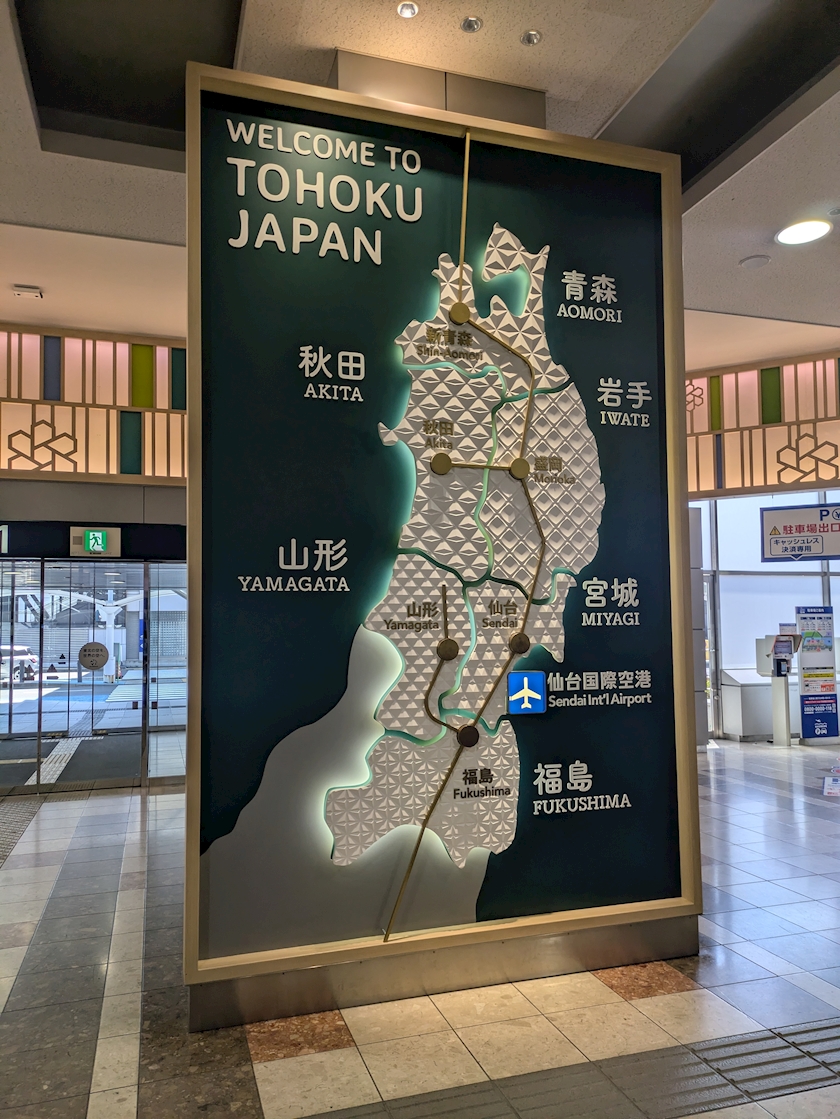 WELCOME TO
TOHOKU
JAPAN
青森
AOMORI
新青森
Shin-Aomori
秋田
AKITA
岩手
IWATE
秋田
Akita
盛岡
Morioka
山形
YAMAGATA
宮城
MIYAGI
山形
Yamagata
仙台
Sendai
仙台国際空港
Sendai Int'l Airport
福島
Fukushima
福島
FUKUSHIMA
1
P
駐車場出口
キャッシュレス
決済専用